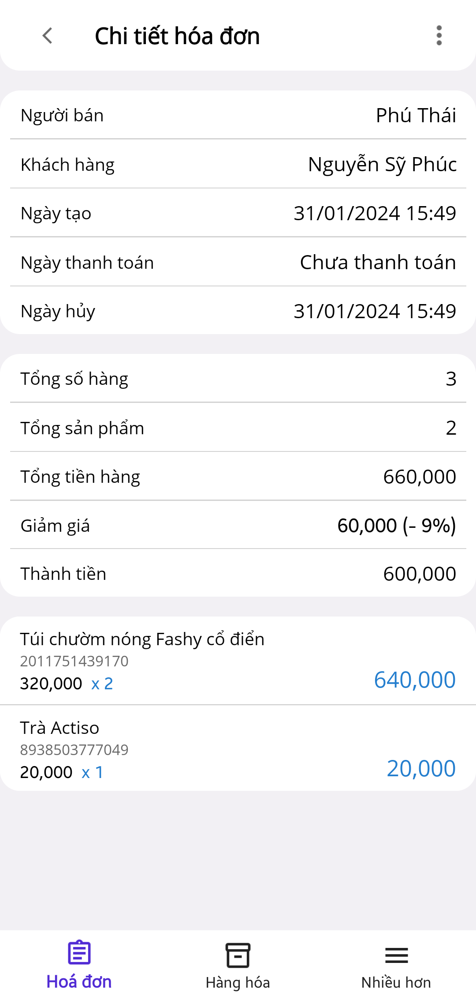 Chi tiết hóa đơn
Người bán Phú Thái
Khách hàng Nguyễn Sỹ Phúc
Ngày tạo 31/01/2024 15:49
Ngày thanh toán Chưa thanh toán
Ngày hủy 31/01/2024 15:49
Tổng số hàng 3
Tổng sản phẩm 2
Tổng tiền hàng 660,000
Giảm giá 60,000 (- 9%)
Thành tiền 600,000
Túi chườm nóng Fashy cổ điển
2011751439170
320,000 x 2 640,000
Trà Actiso
8938503777049
20,000 x 1 20,000
Hoá đơn Hàng hóa Nhiều hơn